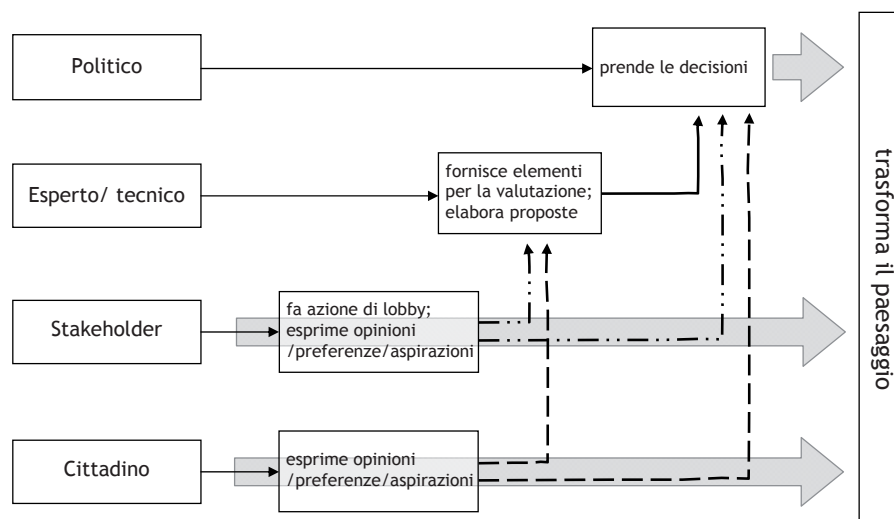 Politico
prende le decisioni
Esperto/ tecnico
fornisce elementi
per la valutazione;
elabora proposte
Stakeholder
fa azione di lobby;
esprime opinioni
/preferenze/aspirazioni
Cittadino
esprime opinioni
/preferenze/aspirazioni
trasforma il paesaggio